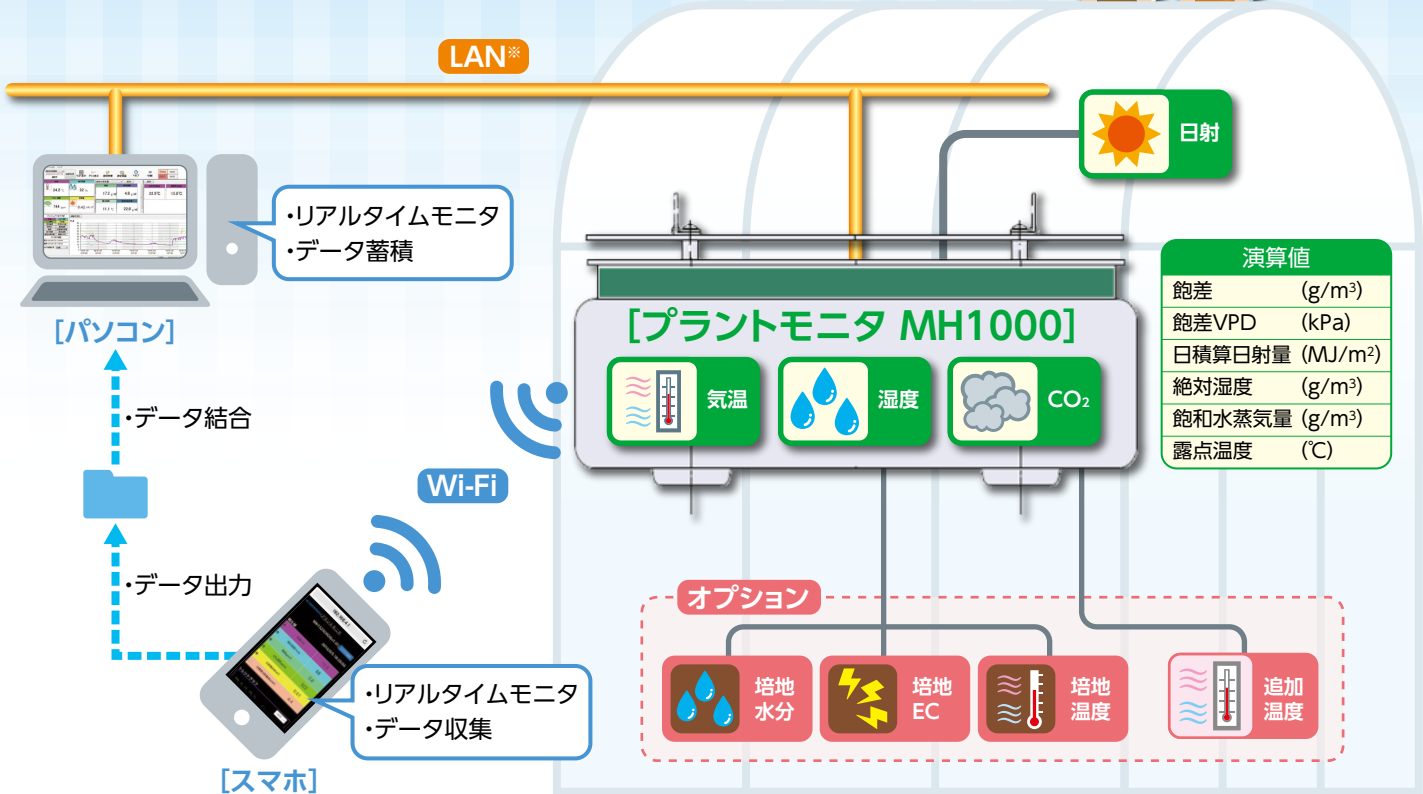 LAN※
日射
・リアルタイムモニタ
・データ蓄積
[パソコン]
[プラントモニタ MH1000]
気温
湿度
CO₂
演算値
飽差 (g/m³)
飽差VPD (kPa)
日積算日射量 (MJ/m²)
絶対湿度 (g/m³)
飽和水蒸気量 (g/m³)
露点温度 (℃)
・データ結合
Wi-Fi
・データ出力
・リアルタイムモニタ
・データ収集
[スマホ]
オプション
培地
水分
培地
EC
培地
温度
追加
温度